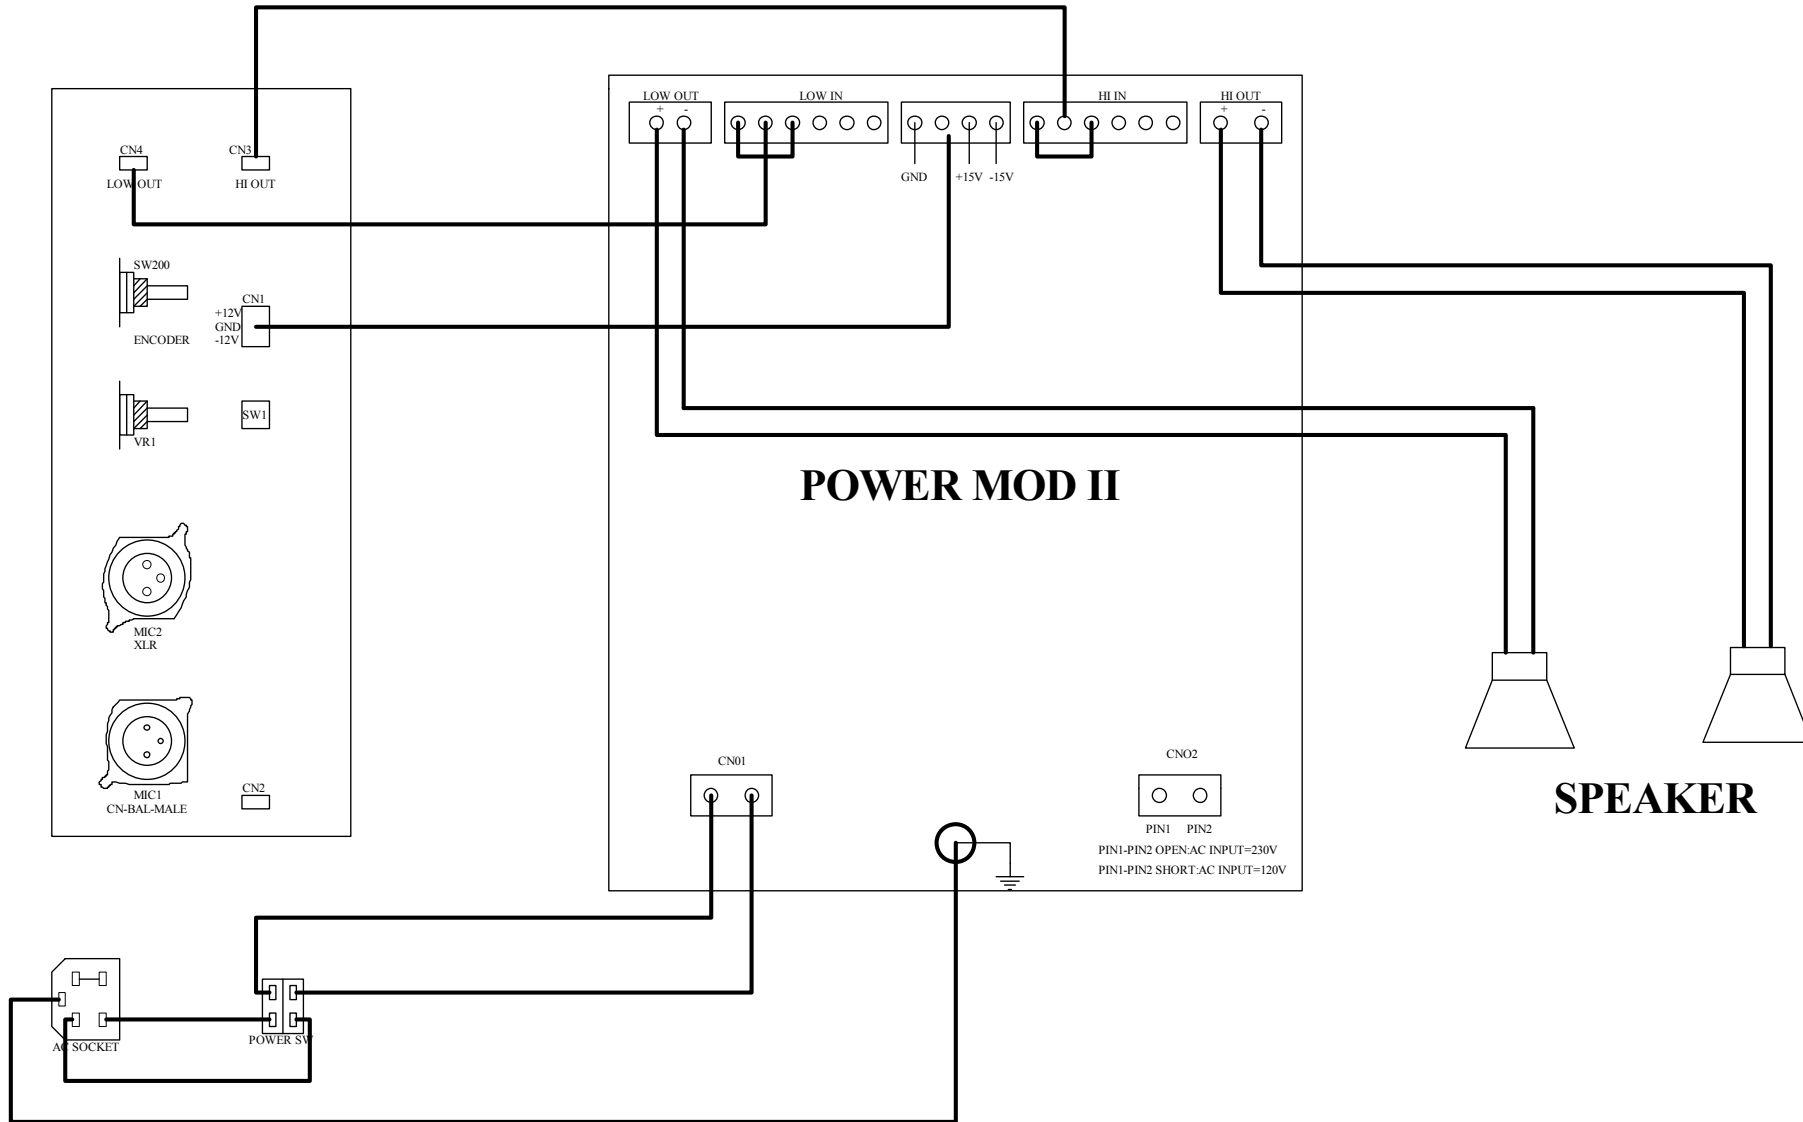 LOW OUT
LOW IN
HI IN
HI OUT
+ -
+ -
CN4
CN3
LOW OUT
HI OUT
GND
+15V
-15V
SW200
CN1
+12V
GND
-12V
ENCODER
SW1
VR1
POWER MOD II
MIC2
XLR
CN01
CNO2
MIC1
CN-BAL-MALE
CN2
SPEAKER
PIN1
PIN2
PIN1-PIN2 OPEN:AC INPUT=230V
PIN1-PIN2 SHORT:AC INPUT=120V
POWER SW
AC SOCKET